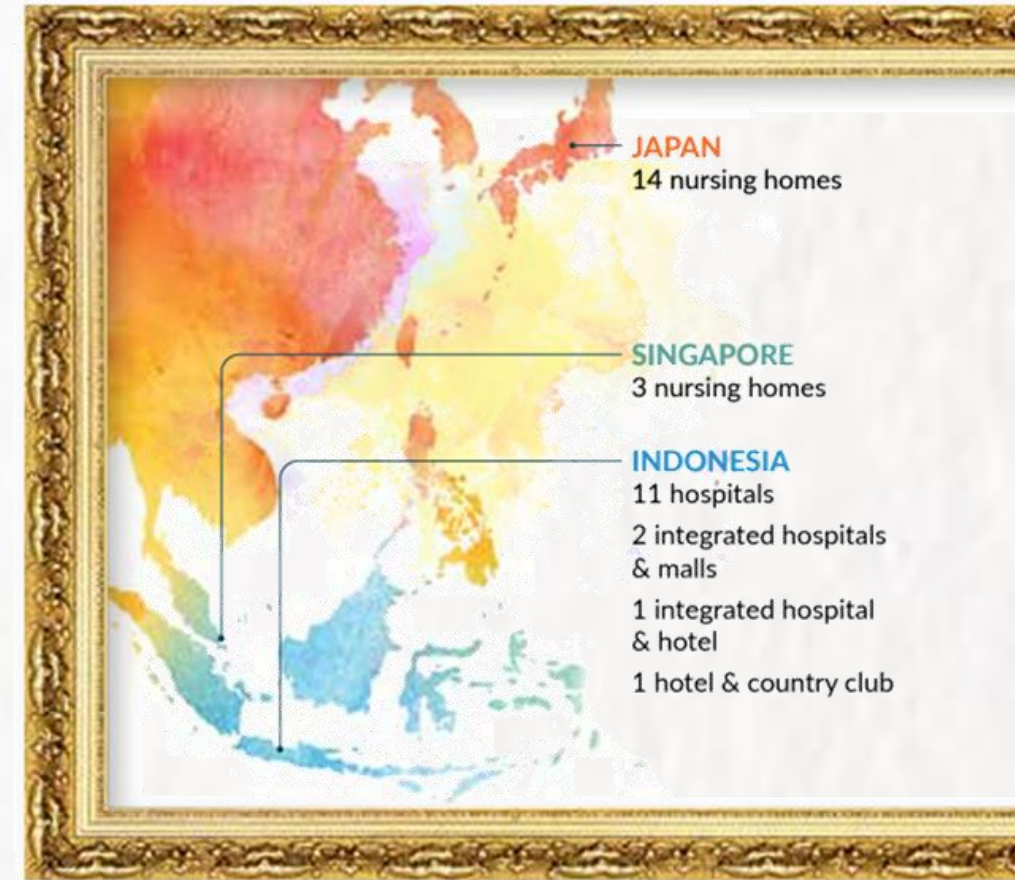 JAPAN
14 nursing homes
SINGAPORE
3 nursing homes
INDONESIA
11 hospitals
2 integrated hospitals
& malls
1 integrated hospital
& hotel
1 hotel & country club